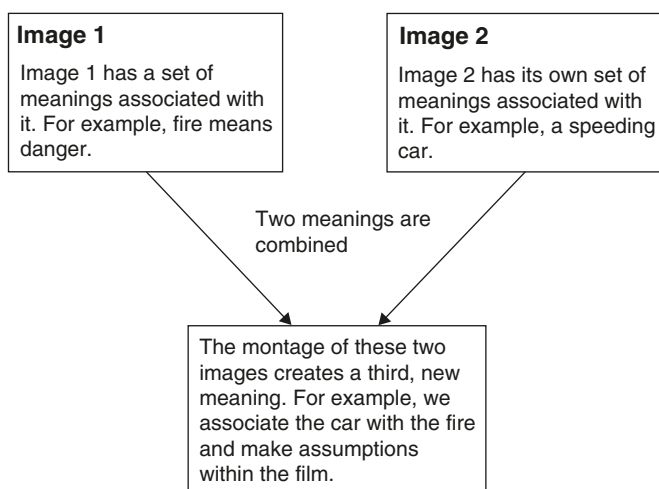 Image 1
Image 1 has a set of
meanings associated with
it. For example, fire means
danger.
Image 2
Image 2 has its own set of
meanings associated with
it. For example, a speeding
car.
Two meanings are
combined
The montage of these two
images creates a third, new
meaning. For example, we
associate the car with the fire
and make assumptions
within the film.